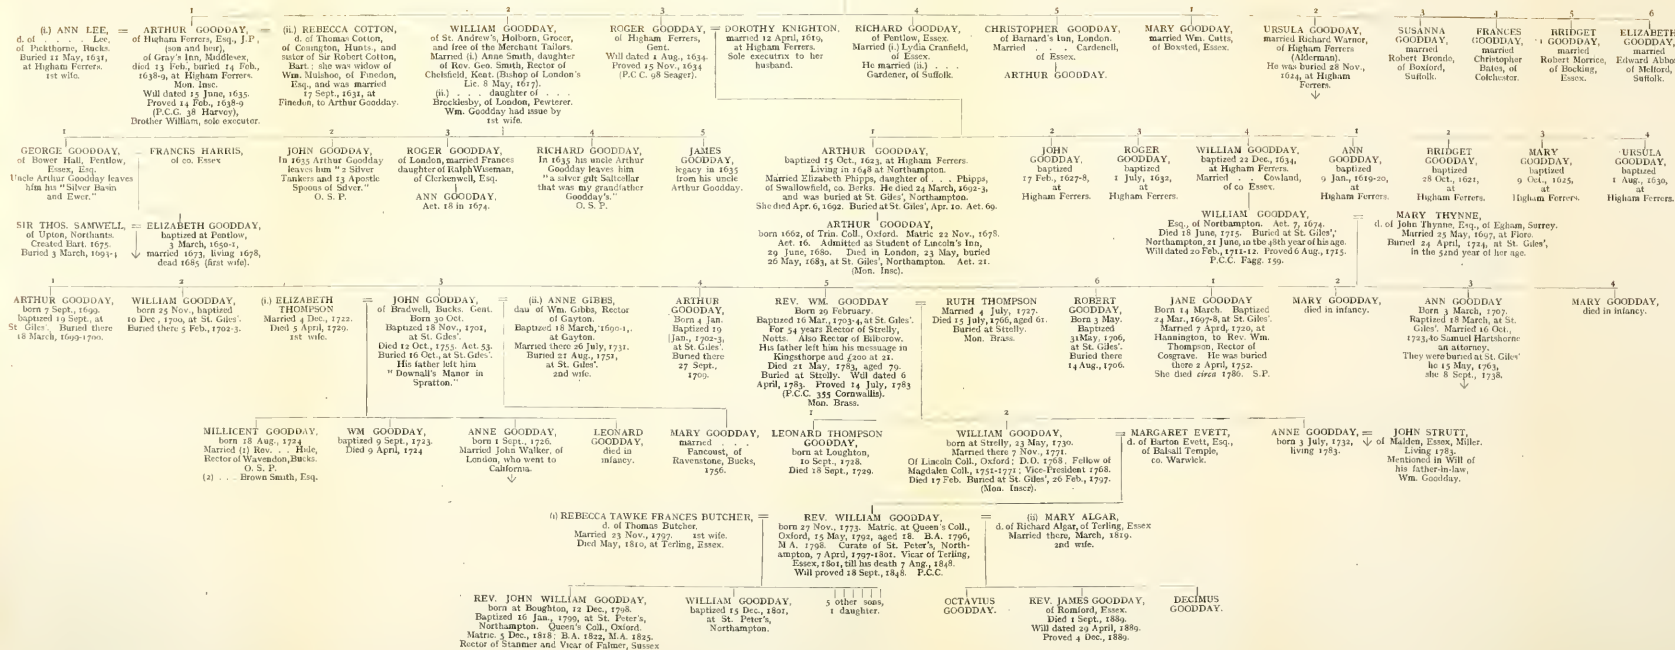 1
(i.) ANN LEE,
d. of . . . . Lee,
of Pickthorne, Bucks.
Buried 11 May, 1631,
at Higham Ferrers.
1st wife.
=
ARTHUR GOODDAY,
of Higham Ferrers, Esq., J.P.,
(son and heir),
of Gray's Inn, Middlesex,
died 13 Feb., buried 14 Feb.,
1638-9, at Higham Ferrers.
Mon. Insc.
Will dated 15 June, 1635.
Proved 14 Feb., 1638-9
(P.C.C. 38 Harvey),
Brother William, sole executor.
=
(ii.) REBECCA COTTON,
d. of Thomas Cotton,
of Conington, Hunts., and
sister of Sir Robert Cotton,
Bart.; she was widow of
Wm. Mulshoe, of Finedon,
Esq., and was married
17 Sept., 1631, at
Finedon, to Arthur Goodday.
2
WILLIAM GOODDAY,
of St. Andrew's, Holborn, Grocer,
and free of the Merchant Tailors.
Married (i.) Anne Smith, daughter
of Rev. Geo. Smith, Rector of
Chelsfield, Kent. (Bishop of London's
Lic. 8 May, 1617).
(ii.) . . . daughter of . . .
Brocklesby, of London, Pewterer.
Wm. Goodday had issue by
1st wife.
3
ROGER GOODDAY,
of Higham Ferrers,
Gent.
Will dated 1 Aug., 1634.
Proved 15 Nov., 1634
(P.C.C. 98 Seager).
=
DOROTHY KNIGHTON,
married 12 April, 1619,
at Higham Ferrers.
Sole executrix to her
husband.
4
RICHARD GOODDAY,
of Pentlow, Essex.
Married (i.) Lydia Cranfield,
of Essex.
He married (ii.) . . .
Gardener, of Suffolk.
5
CHRISTOPHER GOODDAY,
of Barnard's Inn, London.
Married . . . Cardenell,
of Essex.
ARTHUR GOODDAY.
1
MARY GOODDAY,
married Wm. Cutts,
of Boxsted, Essex.
2
URSULA GOODDAY,
married Richard Warnor,
of Higham Ferrers
(Alderman).
He was buried 28 Nov.,
1624, at Higham
Ferrers.
3
SUSANNA
GOODDAY,
married
Robert Bronde,
of Boxford,
Suffolk.
4
FRANCES
GOODDAY,
married
Christopher
Bates, of
Colchester.
5
BRIDGET
GOODDAY,
married
Robert Morrice,
of Bocking,
Essex.
6
ELIZABETH
GOODDAY,
Edward Abbot
of Melford,
Suffolk.
1
GEORGE GOODDAY,
of Bower Hall, Pentlow,
Essex, Esq.
Uncle Arthur Goodday leaves
him his "Silver Basin
and Ewer."
=
FRANCES HARRIS,
of co. Essex
2
JOHN GOODDAY,
In 1635 Arthur Goodday
leaves him "2 Silver
Tankers and 13 Apostle
Spoons of Silver."
O. S. P.
3
ROGER GOODDAY,
of London, married Frances
daughter of Ralph Wiseman,
of Clerkenwell, Esq.
ANN GOODDAY,
Aet. 18 in 1674.
4
RICHARD GOODDAY,
In 1635 his uncle Arthur
Goodday leaves him
"a silver gilt Saltcellar
that was my grandfather
Goodday's."
O. S. P.
5
JAMES
GOODDAY,
legacy in 1635
from his uncle
Arthur Goodday.
1
ARTHUR GOODDAY,
baptized 15 Oct., 1623, at Higham Ferrers.
Living in 1648 at Northampton.
Married Elizabeth Phipps, daughter of . . . Phipps,
of Swallowfield, co. Berks. He died 24 March, 1692-3,
and was buried at St. Giles', Northampton.
She died Apr. 6, 1692. Buried at St. Giles', Apr. 10. Aet. 69.
2
JOHN
GOODDAY,
baptized
17 Feb., 1627-8,
at
Higham Ferrers.
3
ROGER
GOODDAY,
baptized
1 July, 1632,
at
Higham Ferrers.
4
WILLIAM GOODDAY,
baptized 22 Dec., 1634,
at Higham Ferrers.
Married . . Cowland,
of co Essex.
1
ANN
GOODDAY,
baptized
9 Jan., 1619-20,
at
Higham Ferrers.
2
BRIDGET
GOODDAY,
baptized
28 Oct., 1621,
at
Higham Ferrers.
3
MARY
GOODDAY,
baptized
9 Oct., 1625,
at
Higham Ferrers.
4
URSULA
GOODDAY,
baptized
1 Aug., 1630,
at
Higham Ferrers.
SIR THOS. SAMWELL,
of Upton, Northants.
Created Bart. 1675.
Buried 3 March, 1693-4
=
ELIZABETH GOODDAY,
baptized at Pentlow,
3 March, 1650-1,
married 1673, living 1678,
dead 1685 (first wife).
ARTHUR GOODDAY,
born 1662, of Trin. Coll., Oxford. Matric 22 Nov., 1678.
Aet. 16. Admitted as Student of Lincoln's Inn,
29 June, 1680. Died in London, 23 May, buried
26 May, 1683, at St. Giles', Northampton. Aet. 21.
(Mon. Insc).
WILLIAM GOODDAY,
Esq., of Northampton. Aet. 7, 1674.
Died 18 June, 1715. Buried at St. Giles',
Northampton, 21 June, in the 48th year of his age.
Will dated 20 Feb., 1711-12. Proved 6 Aug., 1715.
P.C.C. Fagg. 159.
=
MARY THYNNE,
d. of John Thynne, Esq., of Egham, Surrey.
Married 25 May, 1697, at Floro.
Buried 24 April, 1724, at St. Giles',
in the 52nd year of her age.
1
ARTHUR GOODDAY,
born 7 Sept., 1699.
baptized 19 Sept., at
St Giles'. Buried there
18 March, 1699-1700.
2
WILLIAM GOODDAY,
born 25 Nov., baptized
10 Dec, 1700, at St. Giles'.
Buried there 5 Feb., 1702-3.
(i.) ELIZABETH
THOMPSON
Married 4 Dec., 1722.
Died 5 April, 1729.
1st wife.
=
3
JOHN GOODDAY,
of Bradwell, Bucks. Gent.
Born 30 Oct.
Baptized 18 Nov., 1701,
at St. Giles'.
Died 12 Oct., 1755. Act. 53.
Buried 16 Oct., at St. Giles'.
His father left him
"Downall's Manor in
Spratton."
=
(ii.) ANNE GIBBS,
dau of Wm. Gibbs, Rector
of Gayton.
Baptized 18 March, 1690-1,
at Gayton.
Married there 26 July, 1731.
Buried 21 Aug., 1751,
at St. Giles'.
2nd wife.
4
ARTHUR
GOODDAY,
Born 4 Jan.
Baptized 19
Jan., 1702-3,
at St. Giles'.
Buried there
27 Sept.,
1709.
5
REV. WM. GOODDAY
Born 29 February.
Baptized 16 Mar., 1703-4, at St. Giles'.
For 54 years Rector of Strelly,
Notts. Also Rector of Bilborow.
His father left him his messuage in
Kingsthorpe and £200 at 21.
Died 21 May, 1783, aged 79.
Buried at Strelly. Will dated 6
April, 1783. Proved 14 July, 1783
(P.C.C. 355 Cornwallis).
Mon. Brass.
=
RUTH THOMPSON
Married 4 July, 1727.
Died 15 July, 1766, aged 61.
Buried at Strelly.
Mon. Brass.
6
ROBERT
GOODDAY,
Born 3 May.
Baptized
31 May, 1706,
at St. Giles'.
Buried there
14 Aug., 1706.
1
JANE GOODDAY
Born 14 March. Baptized
24 Mar., 1697-8, at St. Giles'.
Married 7 April, 1720, at
Hannington, to Rev. Wm.
Thompson, Rector of
Cosgrave. He was buried
there 2 April, 1752.
She died circa 1786. S.P.
2
MARY GOODDAY,
died in infancy.
3
ANN GOODDAY
Born 3 March, 1707.
Baptized 18 March, at St.
Giles'. Married 16 Oct.,
1723, to Samuel Hartshorne
an attorney.
They were buried at St. Giles'
he 15 May, 1763,
she 8 Sept., 1738.
4
MARY GOODDAY,
died in infancy.
MILLICENT GOODDAY,
born 18 Aug., 1724
Married (1) Rev. . . Hule,
Rector of Wavendon, Bucks.
O. S. P.
(2) . . . Brown Smith, Esq.
WM GOODDAY,
baptized 9 Sept., 1723.
Died 9 April, 1724
ANNE GOODDAY,
born 1 Sept., 1726.
Married John Walker, of
London, who went to
California.
LEONARD
GOODDAY,
died in
infancy.
MARY GOODDAY,
married . . .
Pancoust, of
Ravenstone, Bucks,
1756.
1
LEONARD THOMPSON
GOODDAY,
born at Loughton,
10 Sept., 1728.
Died 18 Sept., 1729.
2
WILLIAM GOODDAY,
born at Strelly, 23 May, 1730.
Married there 7 Nov., 1771.
Of Lincoln Coll., Oxford; D.O. 1768, Fellow of
Magdalen Coll., 1751-1771; Vice-President 1768.
Died 17 Feb. Buried at St. Giles', 26 Feb., 1797.
(Mon. Inscr).
=
MARGARET EVETT,
d. of Barton Evett, Esq.,
of Balsall Temple,
co. Warwick.
ANNE GOODDAY,
born 3 July, 1732,
living 1783.
=
JOHN STRUTT,
of Malden, Essex, Miller.
Living 1783.
Mentioned in Will of
his father-in-law,
Wm. Goodday.
(i) REBECCA TAWKE FRANCES BUTCHER,
d. of Thomas Butcher.
Married 23 Nov., 1797. 1st wife.
Died May, 1810, at Terling, Essex.
=
REV. WILLIAM GOODDAY,
born 27 Nov., 1773. Matric. at Queen's Coll.,
Oxford, 15 May, 1792, aged 18. B.A. 1796,
M A. 1798. Curate of St. Peter's, North-
ampton, 7 April, 1797-1801. Vicar of Terling,
Essex, 1801, till his death 7 Aug., 1848.
Will proved 18 Sept., 1848. P.C.C.
=
(ii) MARY ALGAR,
d. of Richard Algar, of Terling, Essex
Married there, March, 1819.
2nd wife.
REV. JOHN WILLIAM GOODDAY,
born at Boughton, 12 Dec., 1798.
Baptized 16 Jan., 1799, at St. Peter's,
Northampton. Queen's Coll., Oxford.
Matric. 5 Dec., 1818; B.A. 1822, M.A. 1825.
Rector of Stanmer and Vicar of Falmer, Sussex
WILLIAM GOODDAY,
baptized 15 Dec., 1801,
at St. Peter's,
Northampton.
5 other sons,
1 daughter.
OCTAVIUS
GOODDAY.
REV. JAMES GOODDAY,
of Romford, Essex.
Died 1 Sept., 1889.
Will dated 29 April, 1889.
Proved 4 Dec., 1889.
DECIMUS
GOODDAY.